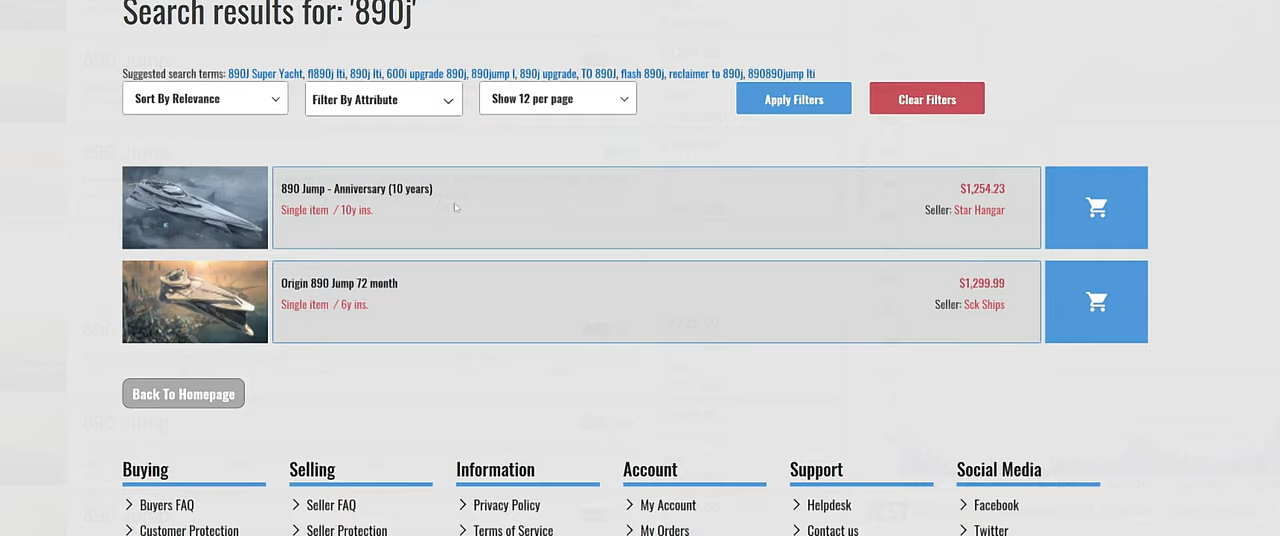 Search results for: '890j'
Suggested search terms: 890J Super Yacht, fl890j lti, 890j lti, 600i upgrade 890j, 890jump l, 890j upgrade, TO 890J, flash 890j, reclaimer to 890j, 890890jump lti
Sort By Relevance
Filter By Attribute
Show 12 per page
Apply Filters
Clear Filters
890 Jump - Anniversary (10 years)
$1,254.23
Single item / 10y ins.
Seller: Star Hangar
Origin 890 Jump 72 month
$1,299.99
Single item / 6y ins.
Seller: Sck Ships
Back To Homepage
Buying
Selling
Information
Account
Support
Social Media
Buyers FAQ
Seller FAQ
Privacy Policy
My Account
Helpdesk
Facebook
Customer Protection
Seller Protection
Terms of Service
My Orders
Contact us
Twitter